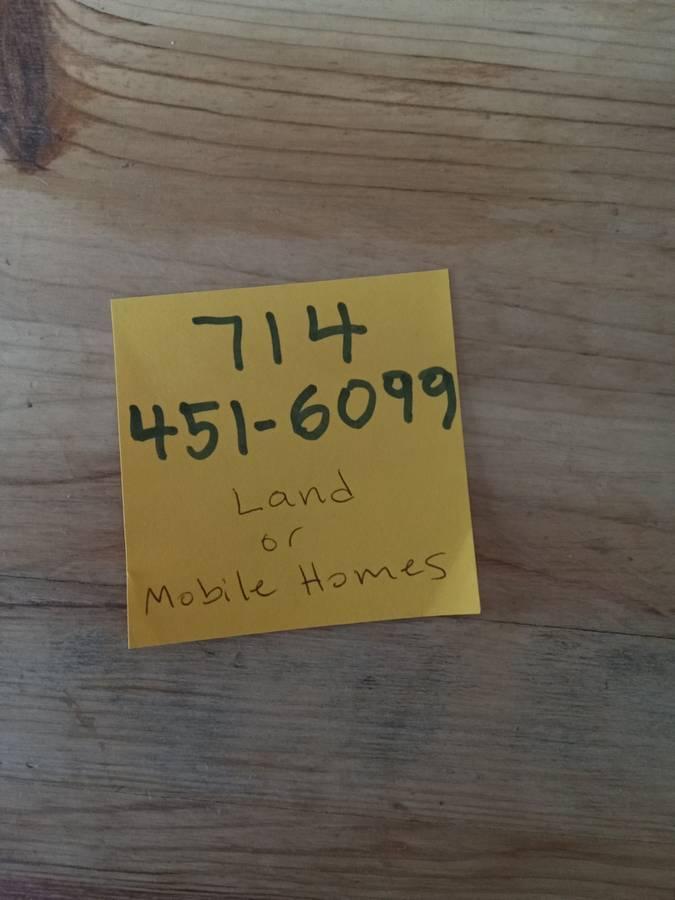 714
451-6099
Land
or
Mobile Homes